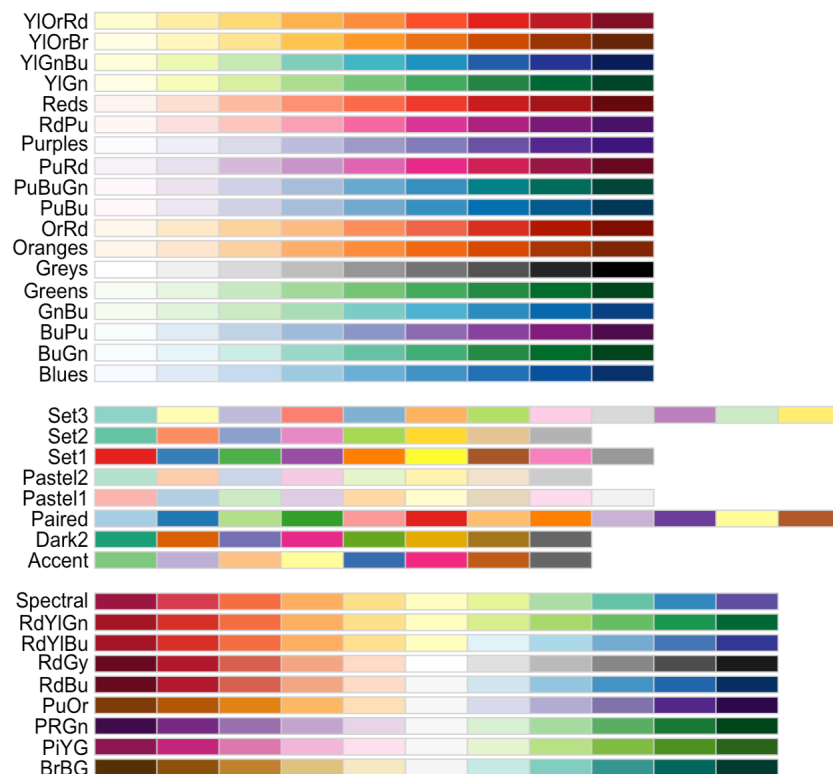 YlOrRd
YlOrBr
YlGnBu
YlGn
Reds
RdPu
Purples
PuRd
PuBuGn
PuBu
OrRd
Oranges
Greys
Greens
GnBu
BuPu
BuGn
Blues
Set3
Set2
Set1
Pastel2
Pastel1
Paired
Dark2
Accent
Spectral
RdYlGn
RdYlBu
RdGy
RdBu
PuOr
PRGn
PiYG
BrBG